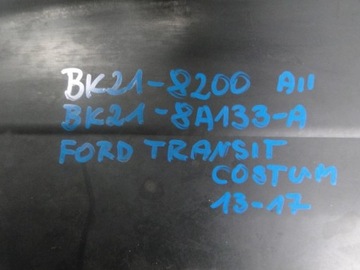 BK21-8200 A11
BK21-8A133-A
FORD TRANSIT
COSTUM
13-17